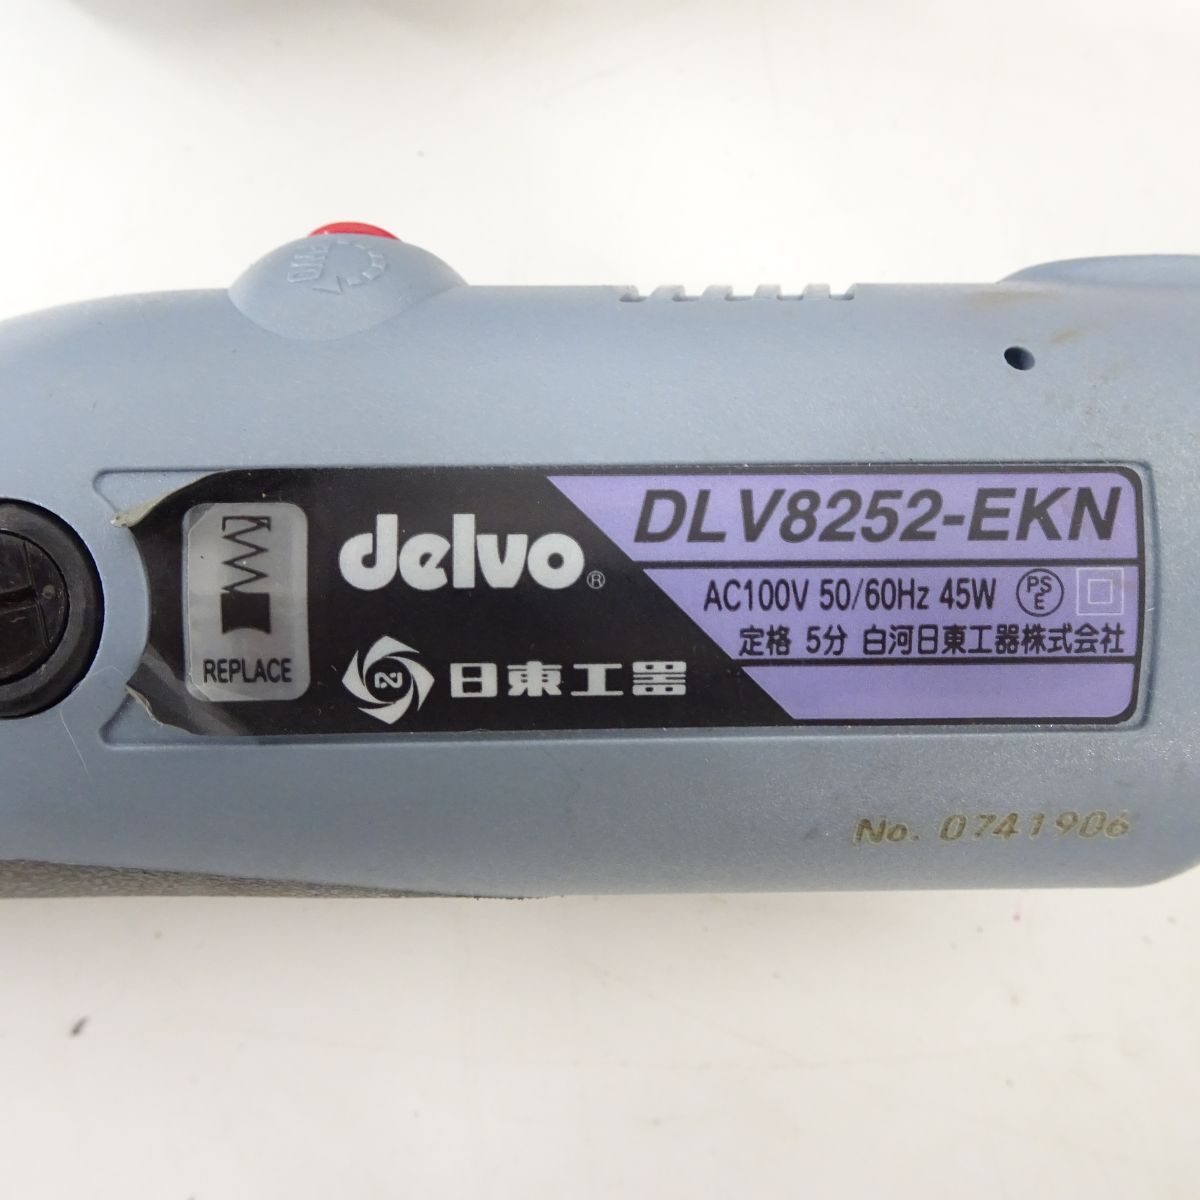 REPLACE
delvo®
日東工器
DLV8252-EKN
AC100V 50/60Hz 45W PSE
定格 5分 白河日東工器株式会社
No. 0741906